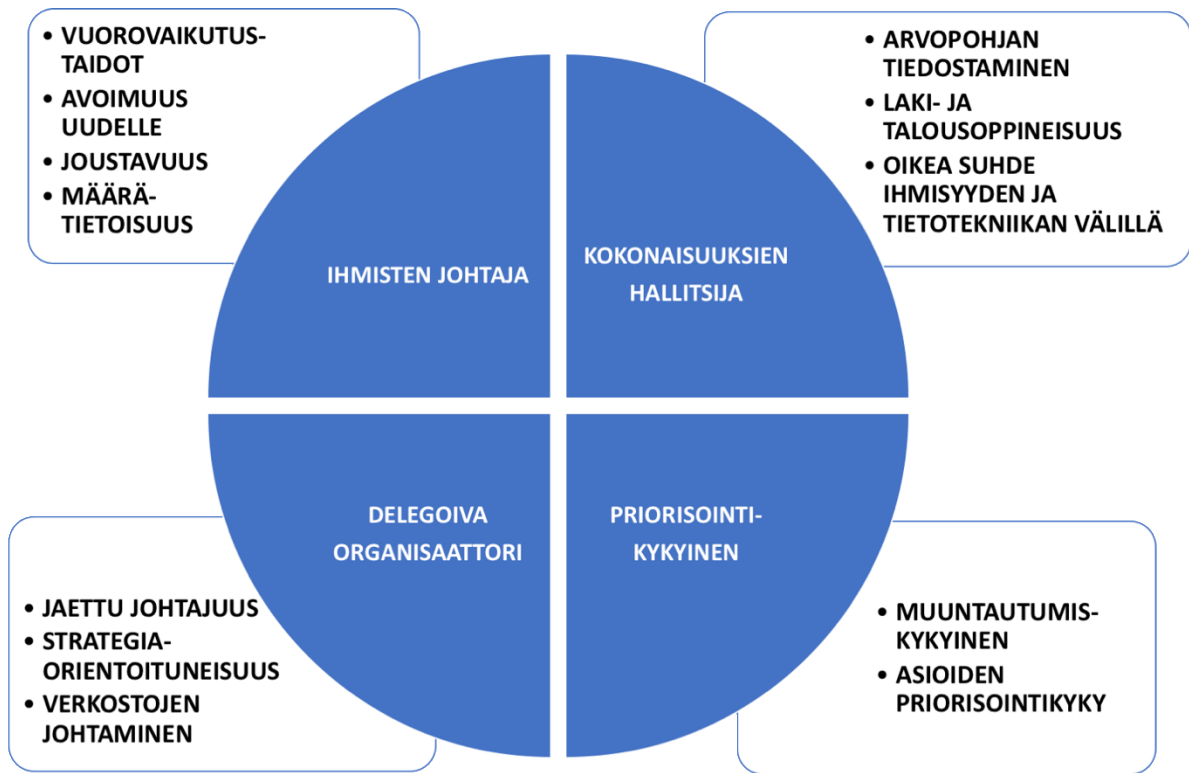 • VUOROVAIKUTUS-
TAIDOT
• AVOIMUUS
UUDELLE
• JOUSTAVUUS
• MÄÄRÄ-
TIETOISUUS
• ARVOPOHJAN
TIEDOSTAMINEN
• LAKI- JA
TALOUSOPPINEISUUS
• OIKEA SUHDE
IHMISYYDEN JA
TIETOTEKNIIKAN VÄLILLÄ
IHMISTEN JOHTAJA
KOKONAISUUKSIEN
HALLITSIJA
DELEGOIVA
ORGANISAATTORI
PRIORISOINTI-
KYKYINEN
• JAETTU JOHTAJUUS
• STRATEGIA-
ORIENTOITUNEISUUS
• VERKOSTOJEN
JOHTAMINEN
• MUUNTAUTUMIS-
KYKYINEN
• ASIOIDEN
PRIORISOINTIKYKY